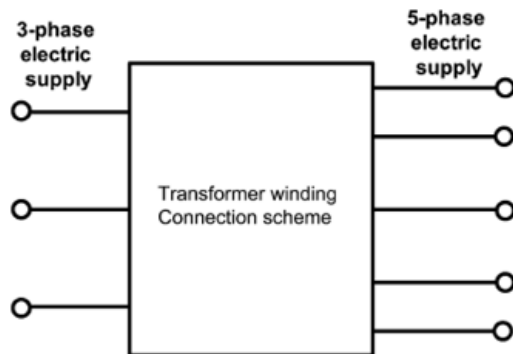 3-phase
electric
supply
5-phase
electric
supply
Transformer winding
Connection scheme